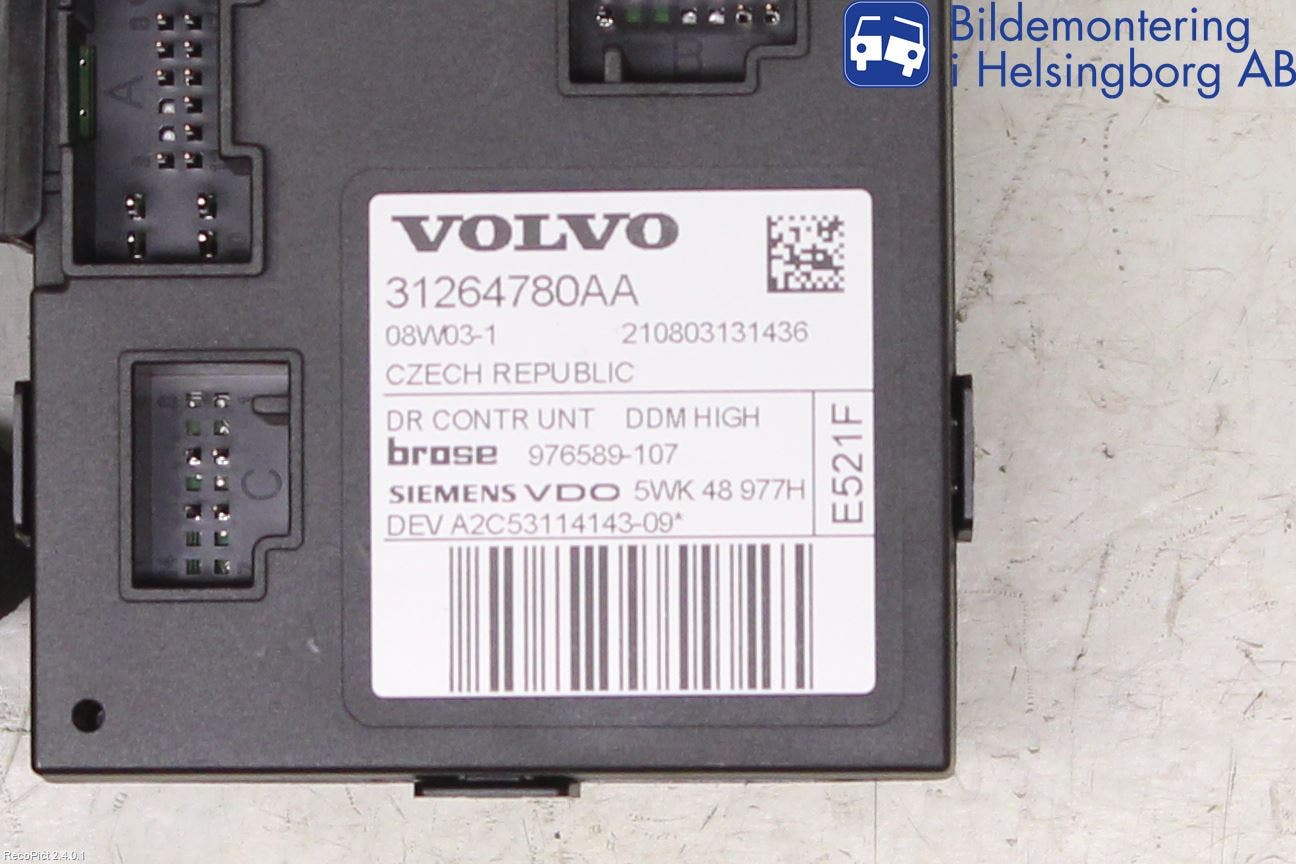 Bildemontering
i Helsingborg AB
A
B
VOLVO
31264780AA
08W03-1 210803131436
CZECH REPUBLIC
DR CONTR UNT DDM HIGH
brose 976589-107
SIEMENS VDO 5WK 48 977H
DEV A2C53114143-09*
E521F
C
RecoPict 2.4.0.1